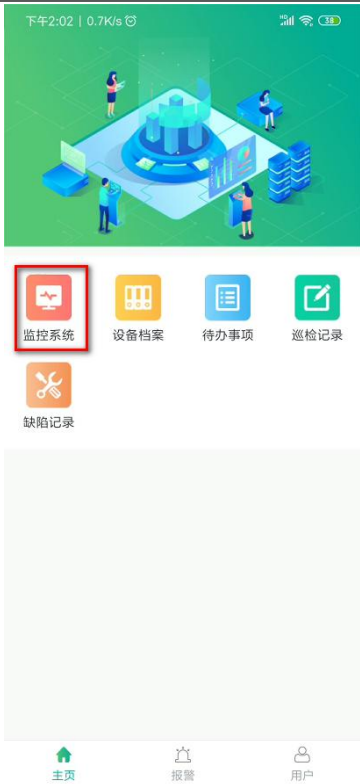 下午2:02 | 0.7K/s
HD 38
监控系统 设备档案 待办事项 巡检记录
缺陷记录
主页 报警 用户